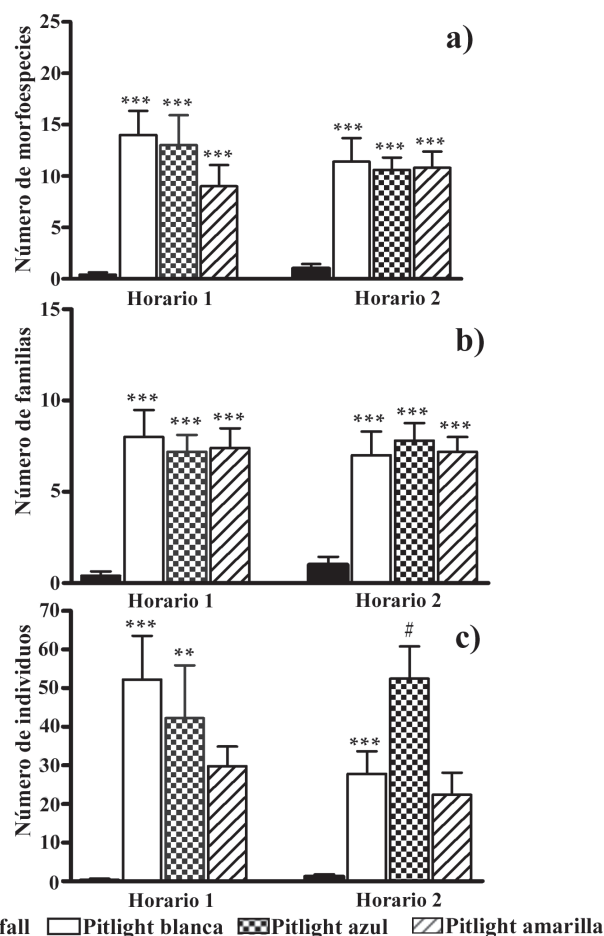 a)
Número de morfoespecies
25
20
15
10
5
0
*** *** *** *** *** ***
Horario 1 Horario 2
b)
Número de familias
15
10
5
0
*** *** *** *** *** ***
Horario 1 Horario 2
c)
Número de individuos
70
60
50
40
30
20
10
0
*** ** *** #
Horario 1 Horario 2
fall Pitlight blanca Pitlight azul Pitlight amarilla